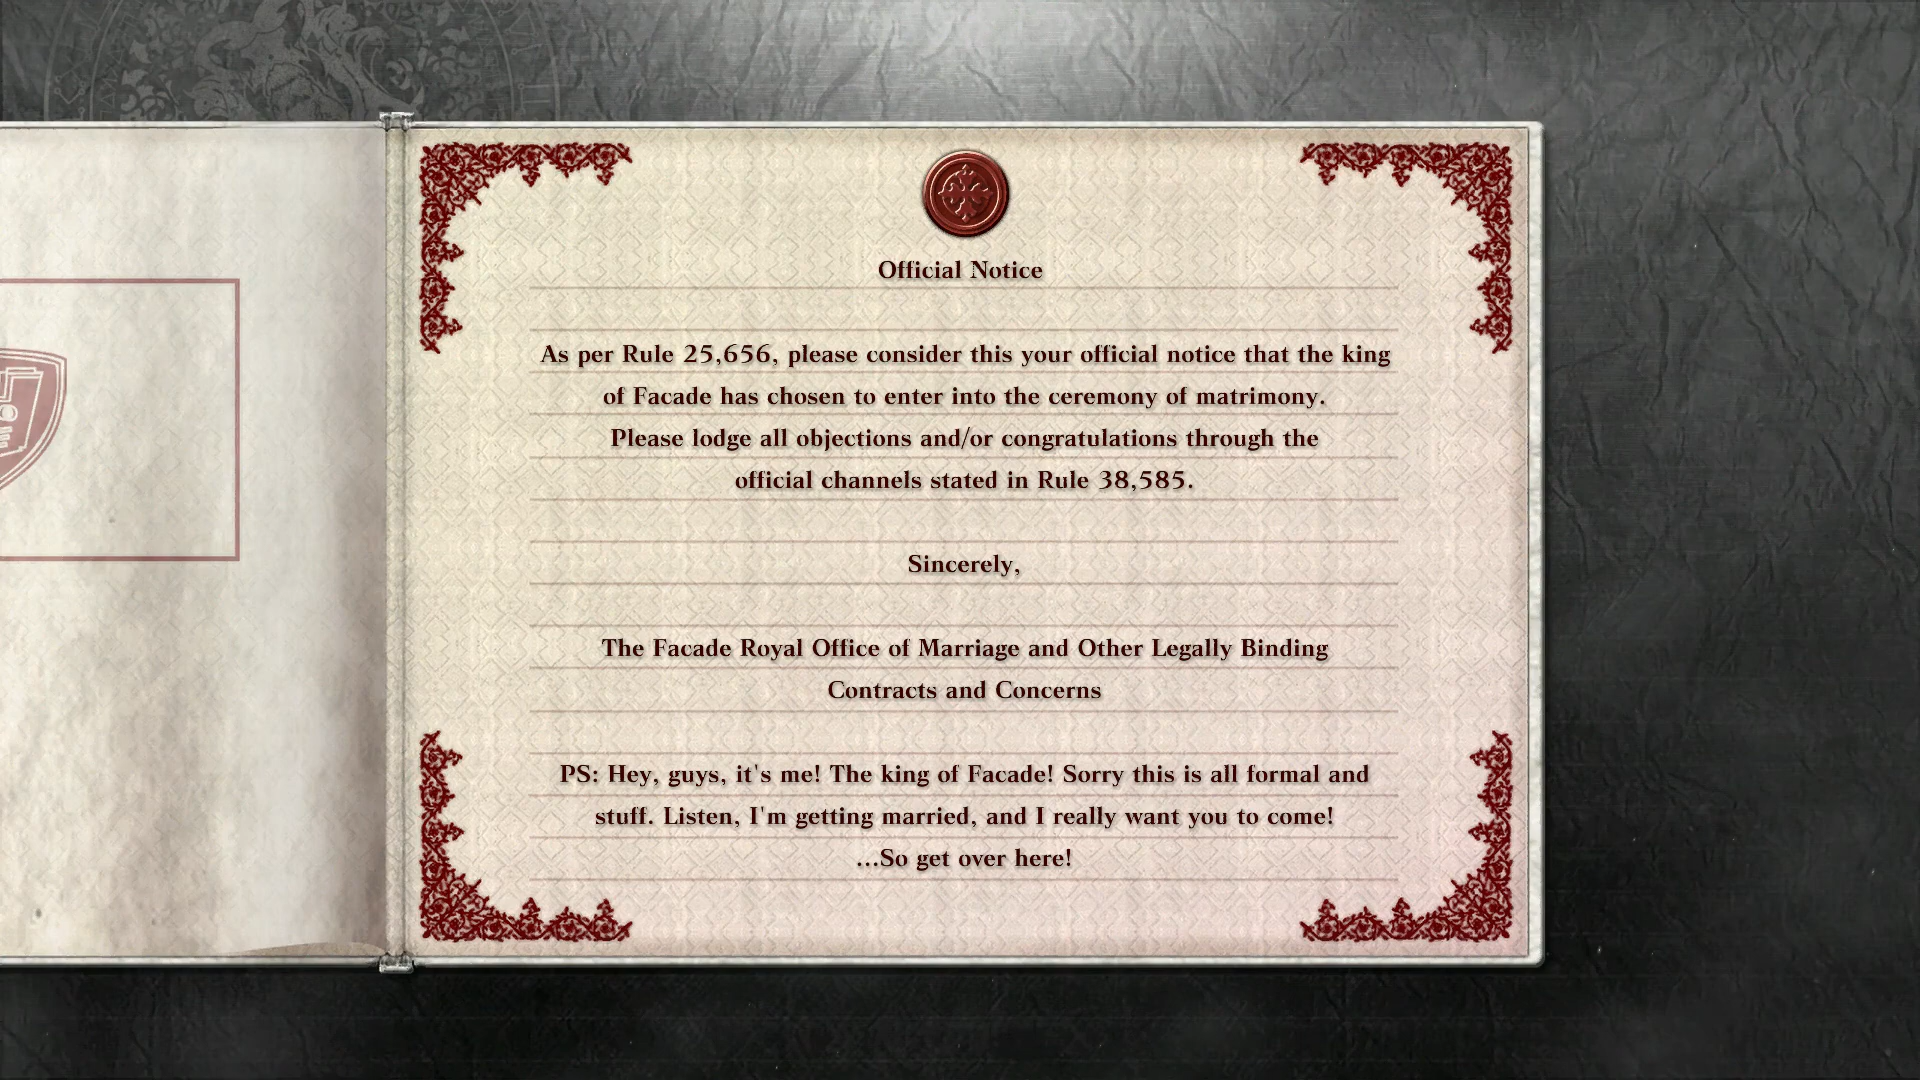 Official Notice
As per Rule 25,656, please consider this your official notice that the king
of Facade has chosen to enter into the ceremony of matrimony.
Please lodge all objections and/or congratulations through the
official channels stated in Rule 38,585.
Sincerely,
The Facade Royal Office of Marriage and Other Legally Binding
Contracts and Concerns
PS: Hey, guys, it's me! The king of Facade! Sorry this is all formal and
stuff. Listen, I'm getting married, and I really want you to come!
...So get over here!